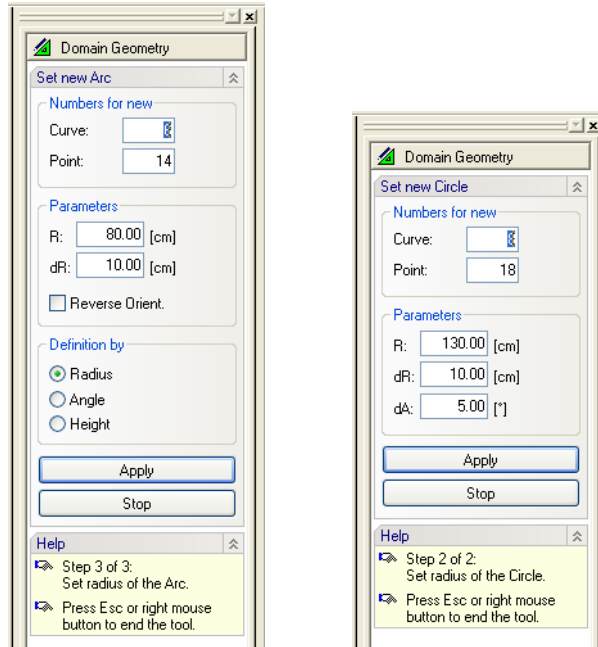 Domain Geometry
Set new Arc
Numbers for new
Curve:
Point: 14
Parameters
R: 80.00 [cm]
dR: 10.00 [cm]
Reverse Orient.
Definition by
Radius
Angle
Height
Apply
Stop
Help
Step 3 of 3:
Set radius of the Arc.
Press Esc or right mouse
button to end the tool.
Domain Geometry
Set new Circle
Numbers for new
Curve:
Point: 18
Parameters
R: 130.00 [cm]
dR: 10.00 [cm]
dA: 5.00 [°]
Apply
Stop
Help
Step 2 of 2:
Set radius of the Circle.
Press Esc or right mouse
button to end the tool.